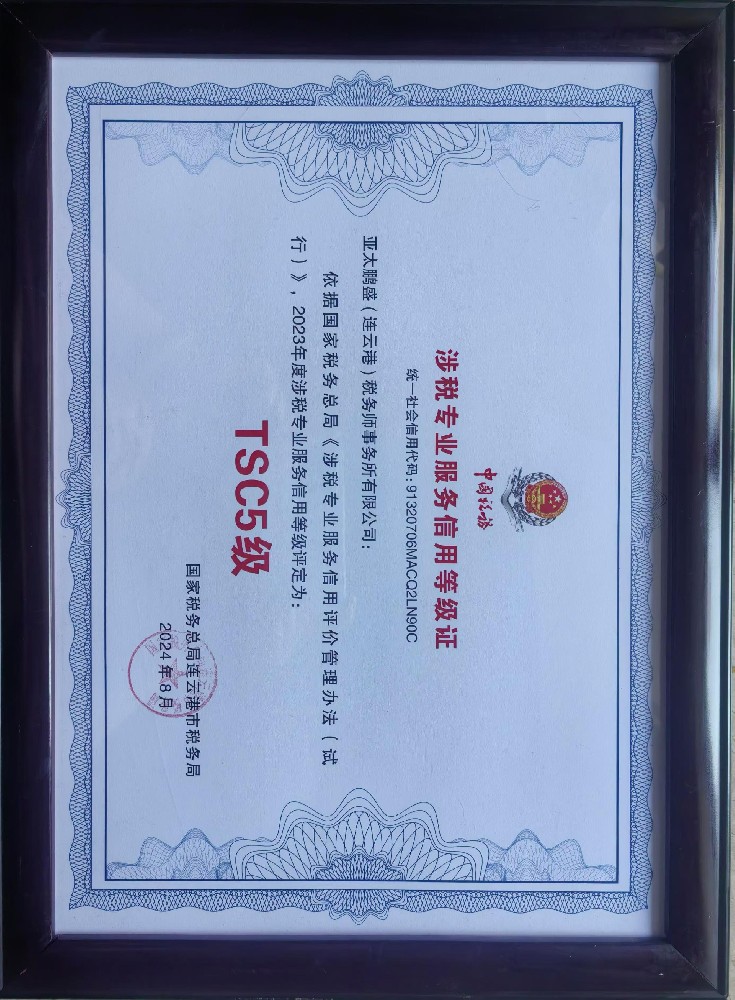 中国税务
涉税专业服务信用等级证
统一社会信用代码：91320706MACQ2LN90C
亚太鹏盛（连云港）税务师事务所有限公司：
依据国家税务总局《涉税专业服务信用评价管理办法（试
行）》，2023年度涉税专业服务信用等级评定为：
TSC5级
国家税务总局连云港市税务局
2024年8月